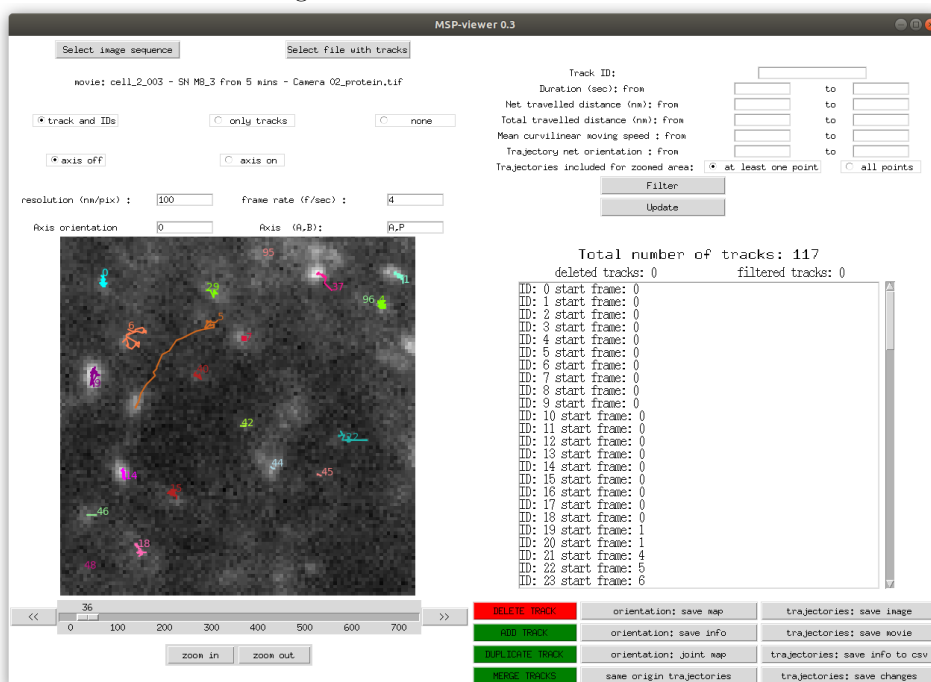 MSP-viewer 0.3
Select image sequence
Select file with tracks
movie: cell_2_003 - SN MB_3 from 5 mins - Camera 02_protein.tif
track and IDs
only tracks
none
axis off
axis on
resolution (nm/pix) :
100
frame rate (f/sec) :
4
Axis orientation
0
Axis (A,B):
A,P
0
95
37
1
29
96
5
6
9
42
44
45
46
18
48
<<
36
>>
0 100 200 300 400 500 600 700
zoom in
zoom out
Track ID:
Duration (sec): from to
Net travelled distance (nm): from to
Total travelled distance (nm): from to
Mean curvilinear moving speed : from to
Trajectory net orientation : from to
Trajectories included for zoomed area: at least one point all points
Filter
Update
Total number of tracks: 117
deleted tracks: 0 filtered tracks: 0
ID: 0 start frame: 0
ID: 1 start frame: 0
ID: 2 start frame: 0
ID: 3 start frame: 0
ID: 4 start frame: 0
ID: 5 start frame: 0
ID: 6 start frame: 0
ID: 7 start frame: 0
ID: 8 start frame: 0
ID: 9 start frame: 0
ID: 10 start frame: 0
ID: 11 start frame: 0
ID: 12 start frame: 0
ID: 13 start frame: 0
ID: 14 start frame: 0
ID: 15 start frame: 0
ID: 16 start frame: 0
ID: 17 start frame: 0
ID: 18 start frame: 0
ID: 19 start frame: 1
ID: 20 start frame: 1
ID: 21 start frame: 4
ID: 22 start frame: 5
ID: 23 start frame: 6
DELETE TRACK
orientation: save map
trajectories: save image
ADD TRACK
orientation: save info
trajectories: save movie
DUPLICATE TRACK
orientation: joint map
trajectories: save info to csv
MERGE TRACKS
same origin trajectories
trajectories: save changes